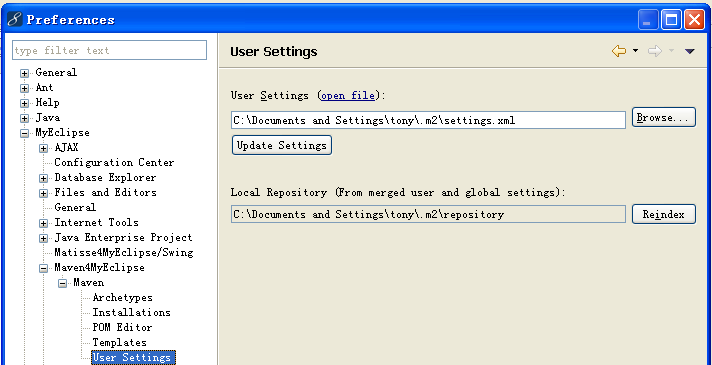 Preferences
type filter text
General
Ant
Help
Java
MyEclipse
AJAX
Configuration Center
Database Explorer
Files and Editors
General
Internet Tools
Java Enterprise Project
Matisse4MyEclipse/Swing
Maven4MyEclipse
Maven
Archetypes
Installations
POM Editor
Templates
User Settings
User Settings
User Settings (open file):
C:\Documents and Settings\tony\.m2\settings.xml
Browse...
Update Settings
Local Repository (From merged user and global settings):
C:\Documents and Settings\tony\.m2\repository
Reindex